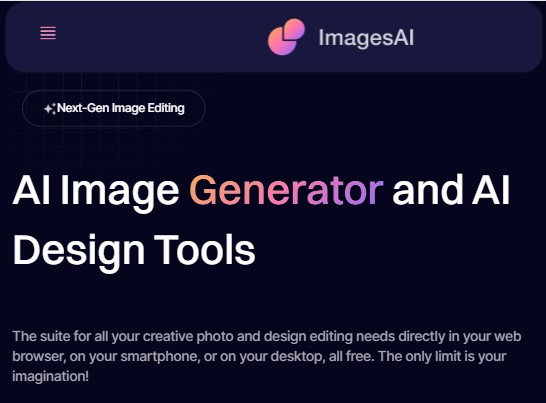 ImagesAI
Next-Gen Image Editing
AI Image Generator and AI
Design Tools
The suite for all your creative photo and design editing needs directly in your web
browser, on your smartphone, or on your desktop, all free. The only limit is your
imagination!